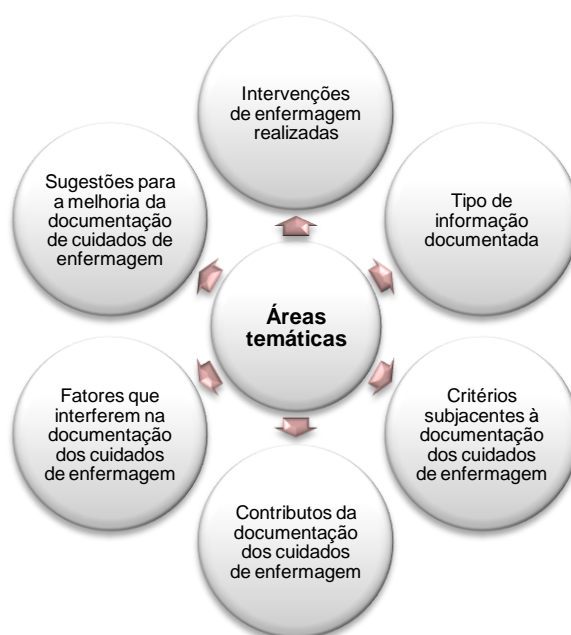 Intervenções
de enfermagem
realizadas
Sugestões para
a melhoria da
documentação
de cuidados de
enfermagem
Tipo de
informação
documentada
Áreas
temáticas
Fatores que
interferem na
documentação
dos cuidados
de enfermagem
Critérios
subjacentes à
documentação
dos cuidados
de enfermagem
Contributos da
documentação
dos cuidados
de enfermagem